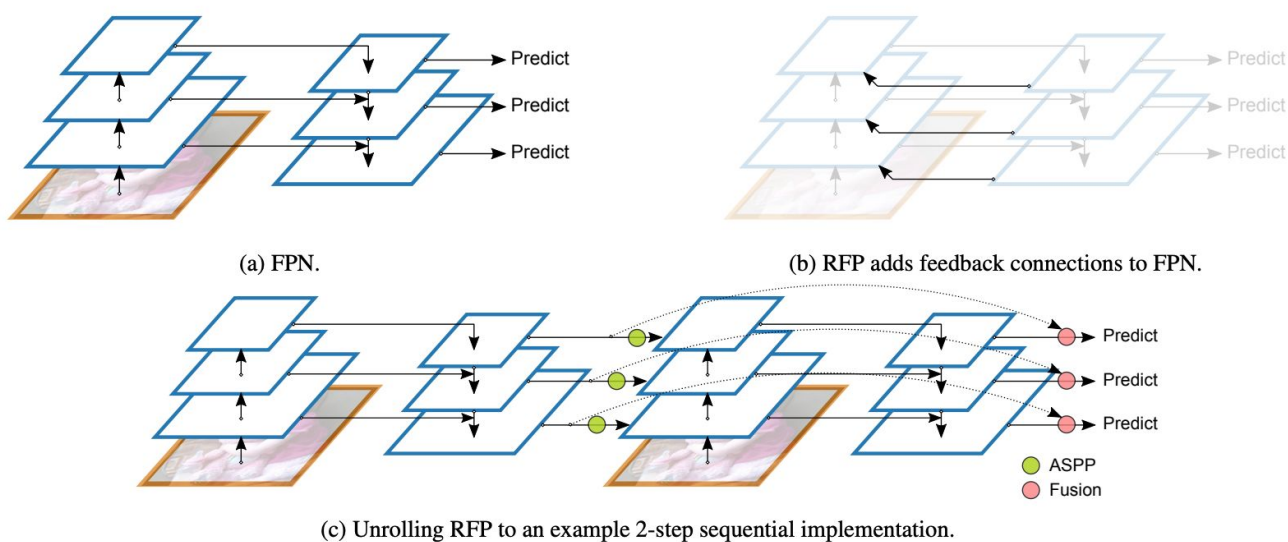 Predict
Predict
Predict
Predict
Predict
Predict
(a) FPN.
(b) RFP adds feedback connections to FPN.
Predict
Predict
Predict
ASPP
Fusion
(c) Unrolling RFP to an example 2-step sequential implementation.